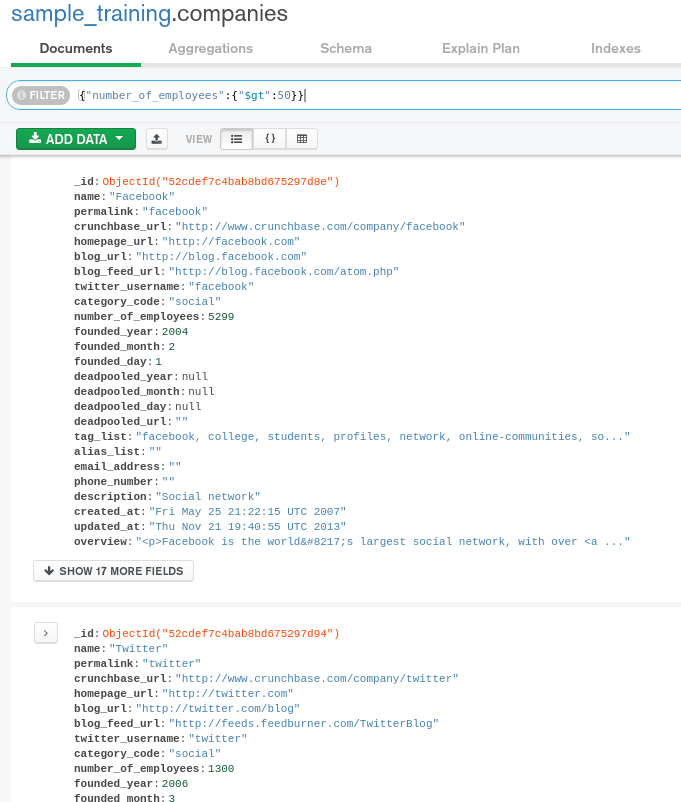 sample_training.companies
Documents Aggregations Schema Explain Plan Indexes
FILTER {"number_of_employees":{"$gt":50}}
ADD DATA VIEW {}
_id:ObjectId("52cdef7c4bab8bd675297d8e")
name:"Facebook"
permalink:"facebook"
crunchbase_url:"http://www.crunchbase.com/company/facebook"
homepage_url:"http://facebook.com"
blog_url:"http://blog.facebook.com"
blog_feed_url:"http://blog.facebook.com/atom.php"
twitter_username:"facebook"
category_code:"social"
number_of_employees:5299
founded_year:2004
founded_month:2
founded_day:1
deadpooled_year:null
deadpooled_month:null
deadpooled_day:null
deadpooled_url:""
tag_list:"facebook, college, students, profiles, network, online-communities, so..."
alias_list:""
email_address:""
phone_number:""
description:"Social network"
created_at:"Fri May 25 21:22:15 UTC 2007"
updated_at:"Thu Nov 21 19:40:55 UTC 2013"
overview:"<p>Facebook is the world&#8217;s largest social network, with over <a ..."
SHOW 17 MORE FIELDS
_id:ObjectId("52cdef7c4bab8bd675297d94")
name:"Twitter"
permalink:"twitter"
crunchbase_url:"http://www.crunchbase.com/company/twitter"
homepage_url:"http://twitter.com"
blog_url:"http://twitter.com/blog"
blog_feed_url:"http://feeds.feedburner.com/TwitterBlog"
twitter_username:"twitter"
category_code:"social"
number_of_employees:1300
founded_year:2006
founded_month:3